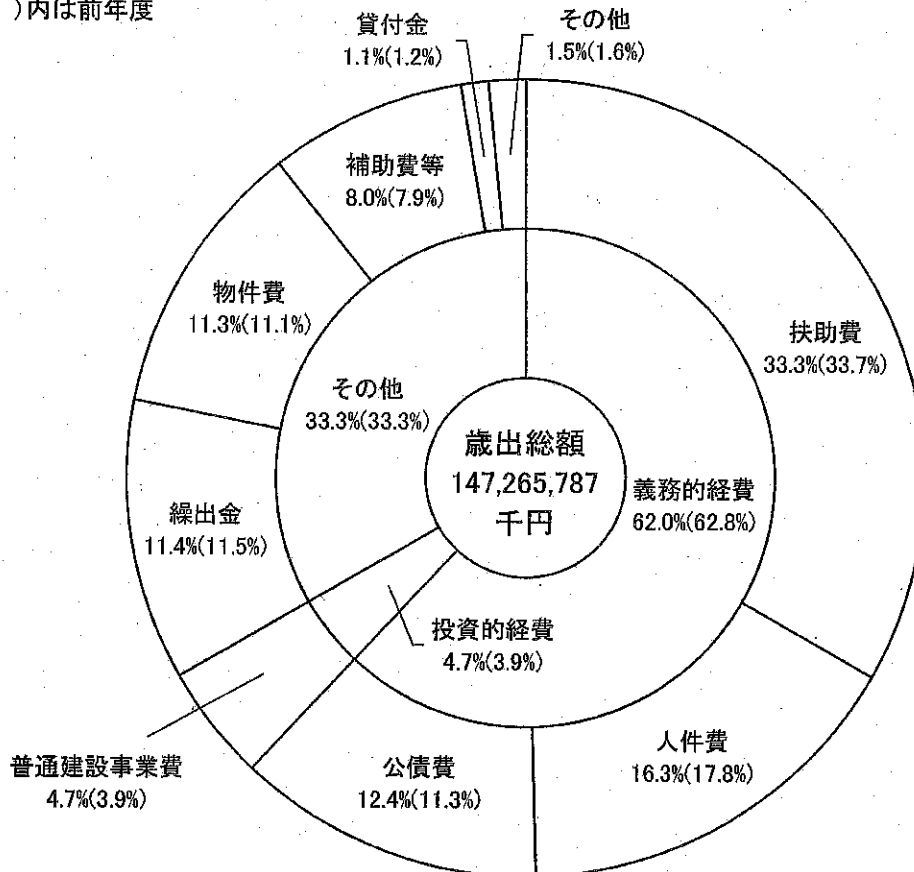 )内は前年度
貸付金
1.1%(1.2%)
その他
1.5%(1.6%)
補助費等
8.0%(7.9%)
物件費
11.3%(11.1%)
扶助費
33.3%(33.7%)
その他
33.3%(33.3%)
歳出総額
147,265,787
千円
義務的経費
62.0%(62.8%)
繰出金
11.4%(11.5%)
投資的経費
4.7%(3.9%)
人件費
16.3%(17.8%)
普通建設事業費
4.7%(3.9%)
公債費
12.4%(11.3%)